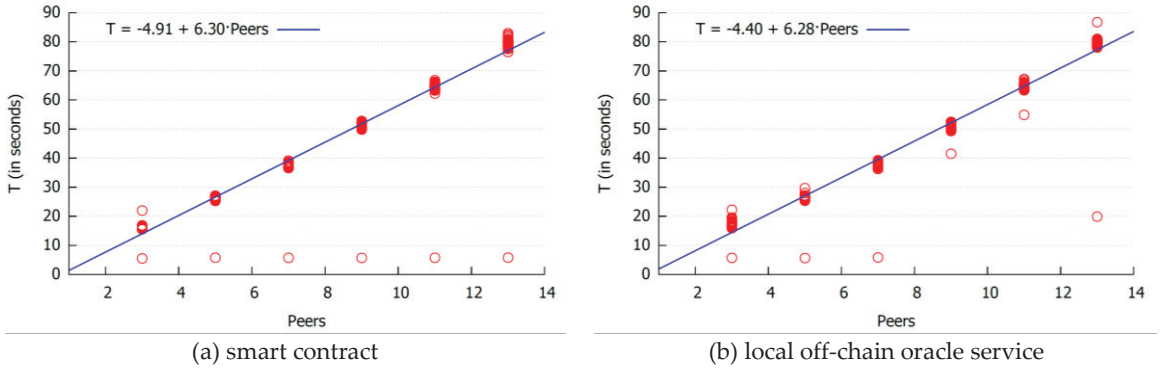 T = -4.91 + 6.30·Peers
90
80
70
60
50
40
30
20
10
0
T (in seconds)
2 4 6 8 10 12 14
Peers
(a) smart contract
T = -4.40 + 6.28·Peers
90
80
70
60
50
40
30
20
10
0
T (in seconds)
2 4 6 8 10 12 14
Peers
(b) local off-chain oracle service